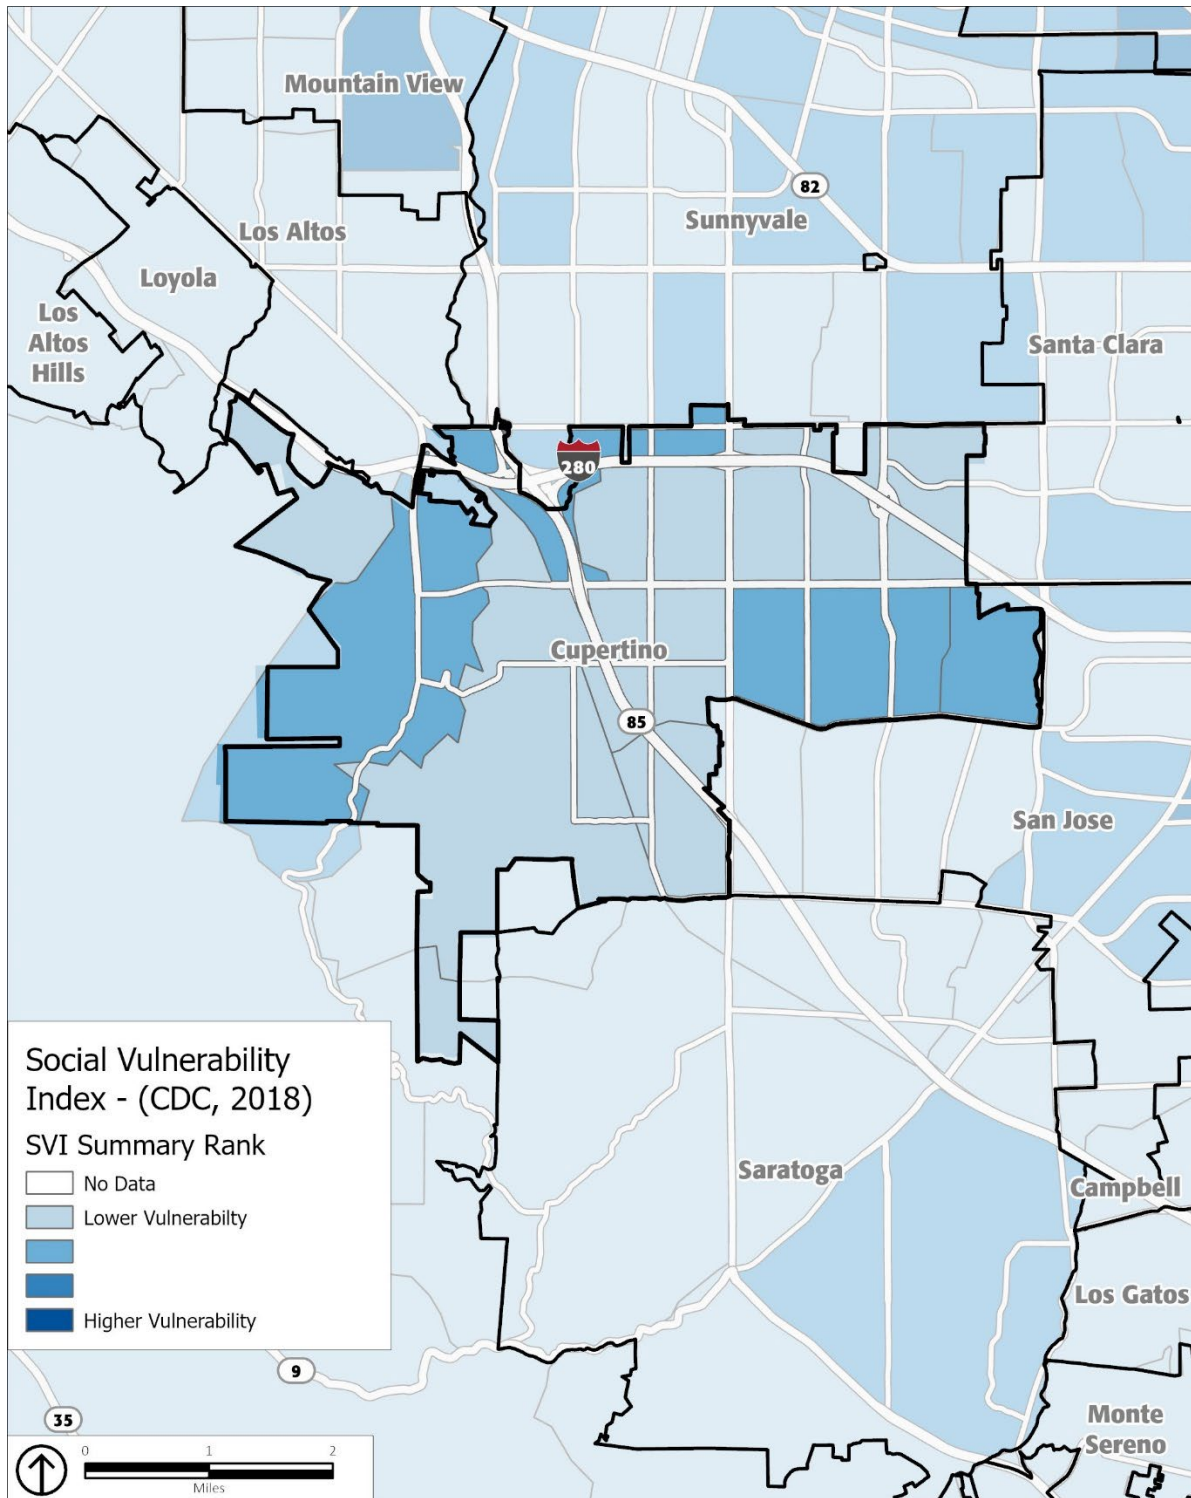 Mountain View
82
Sunnyvale
Los Altos
Loyola
Los
Altos
Hills
Santa Clara
280
Cupertino
85
San Jose
Social Vulnerability
Index - (CDC, 2018)
SVI Summary Rank
No Data
Lower Vulnerabilty
Higher Vulnerability
Saratoga
Campbell
Los Gatos
9
35
Monte
Sereno
0 1 2
Miles